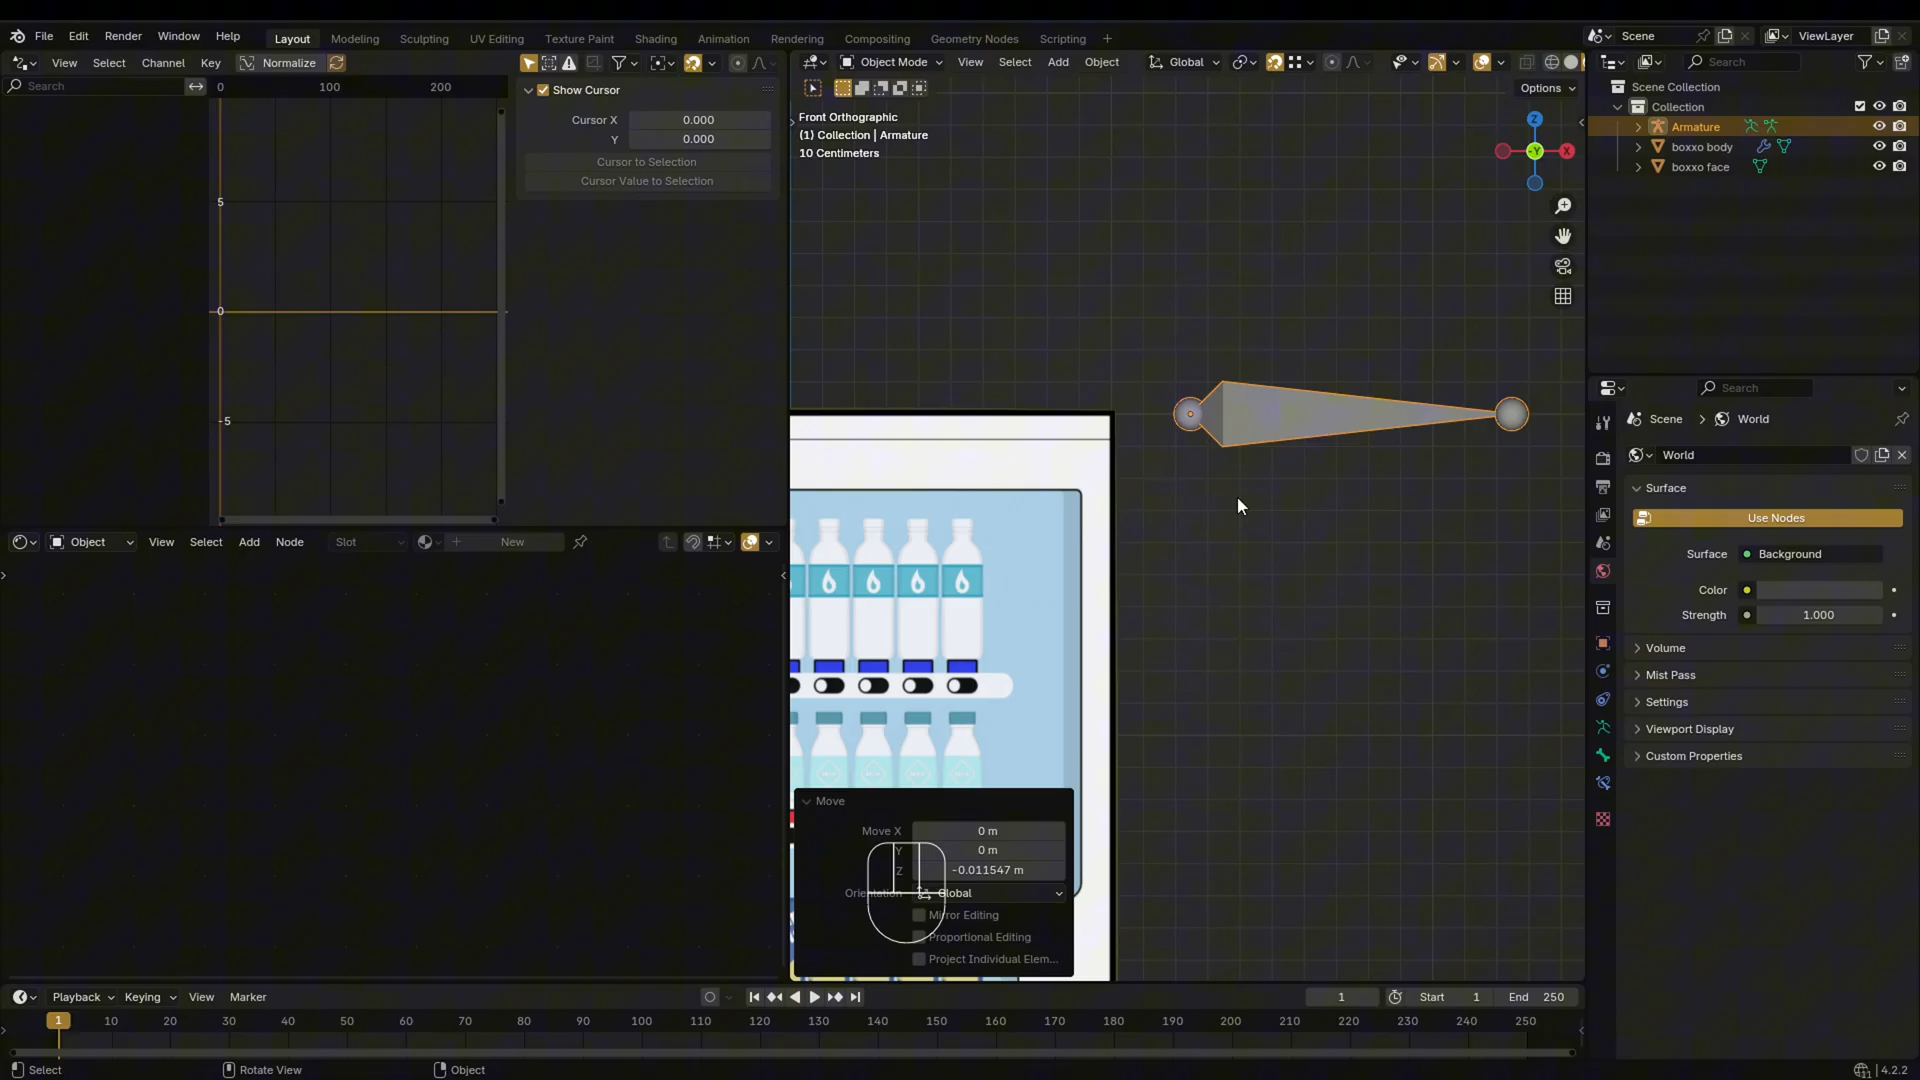 File Edit Render Window Help Layout Modeling Sculpting UV Editing Texture Paint Shading Animation Rendering Compositing Geometry Nodes Scripting + Scene ViewLayer
View Select Channel Key Normalize
Search 0 100 200
5
0
-5
Show Cursor
Cursor X 0.000
Y 0.000
Cursor to Selection
Cursor Value to Selection
Object Mode View Select Add Object Global
Options
Front Orthographic
(1) Collection | Armature
10 Centimeters
Z
-Y
X
Move
Move X 0 m
Y 0 m
Z -0.011547 m
Orientation Global
Mirror Editing
Proportional Editing
Project Individual Elem...
Object View Select Add Node Slot New
Search
Scene Collection
Collection
Armature
boxxo body
boxxo face
Search
Scene > World
World
Surface
Use Nodes
Surface Background
Color
Strength 1.000
Volume
Mist Pass
Settings
Viewport Display
Custom Properties
Playback Keying View Marker 1 Start 1 End 250
1 10 20 30 40 50 60 70 80 90 100 110 120 130 140 150 160 170 180 190 200 210 220 230 240 250
Select Rotate View Object 4.2.2